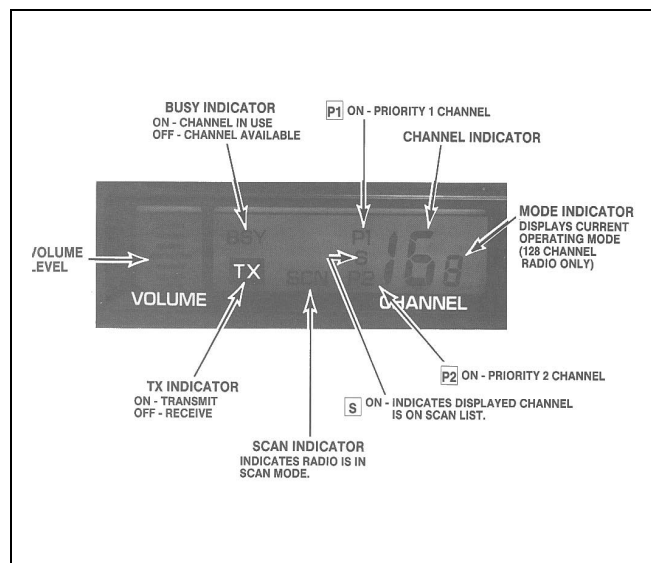 BUSY INDICATOR
ON - CHANNEL IN USE
OFF - CHANNEL AVAILABLE
P1 ON - PRIORITY 1 CHANNEL
CHANNEL INDICATOR
MODE INDICATOR
DISPLAYS CURRENT
OPERATING MODE
(128 CHANNEL
RADIO ONLY)
VOLUME
LEVEL
BSY
P1
TX
S
16
8
SCN
P2
VOLUME
CHANNEL
P2 ON - PRIORITY 2 CHANNEL
TX INDICATOR
ON - TRANSMIT
OFF - RECEIVE
S ON - INDICATES DISPLAYED CHANNEL
IS ON SCAN LIST.
SCAN INDICATOR
INDICATES RADIO IS IN
SCAN MODE.